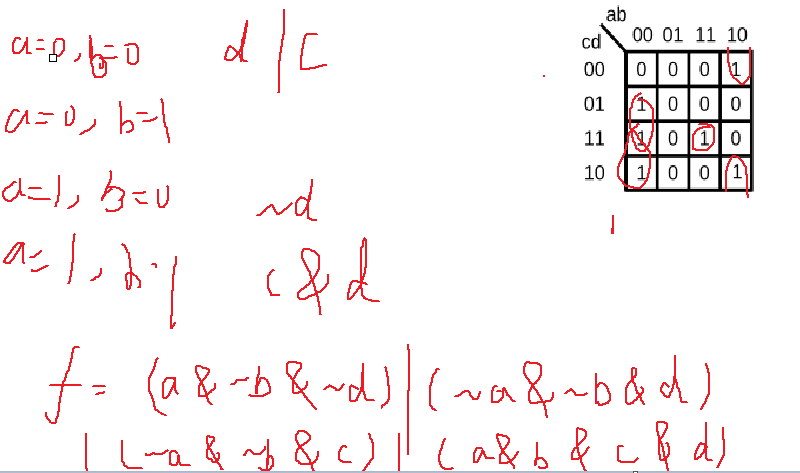 a=0, b=0 d | C
a=0, b=1
a=1, b=0 ~d
a=1, b=1 c & d
f = (a & ~b & ~d) | (~a & ~b & d)
| (~a & ~b & c) | (a & b & c & d)
ab
cd 00 01 11 10
00 0 0 0 1
01 1 0 0 0
11 1 0 1 0
10 1 0 0 1